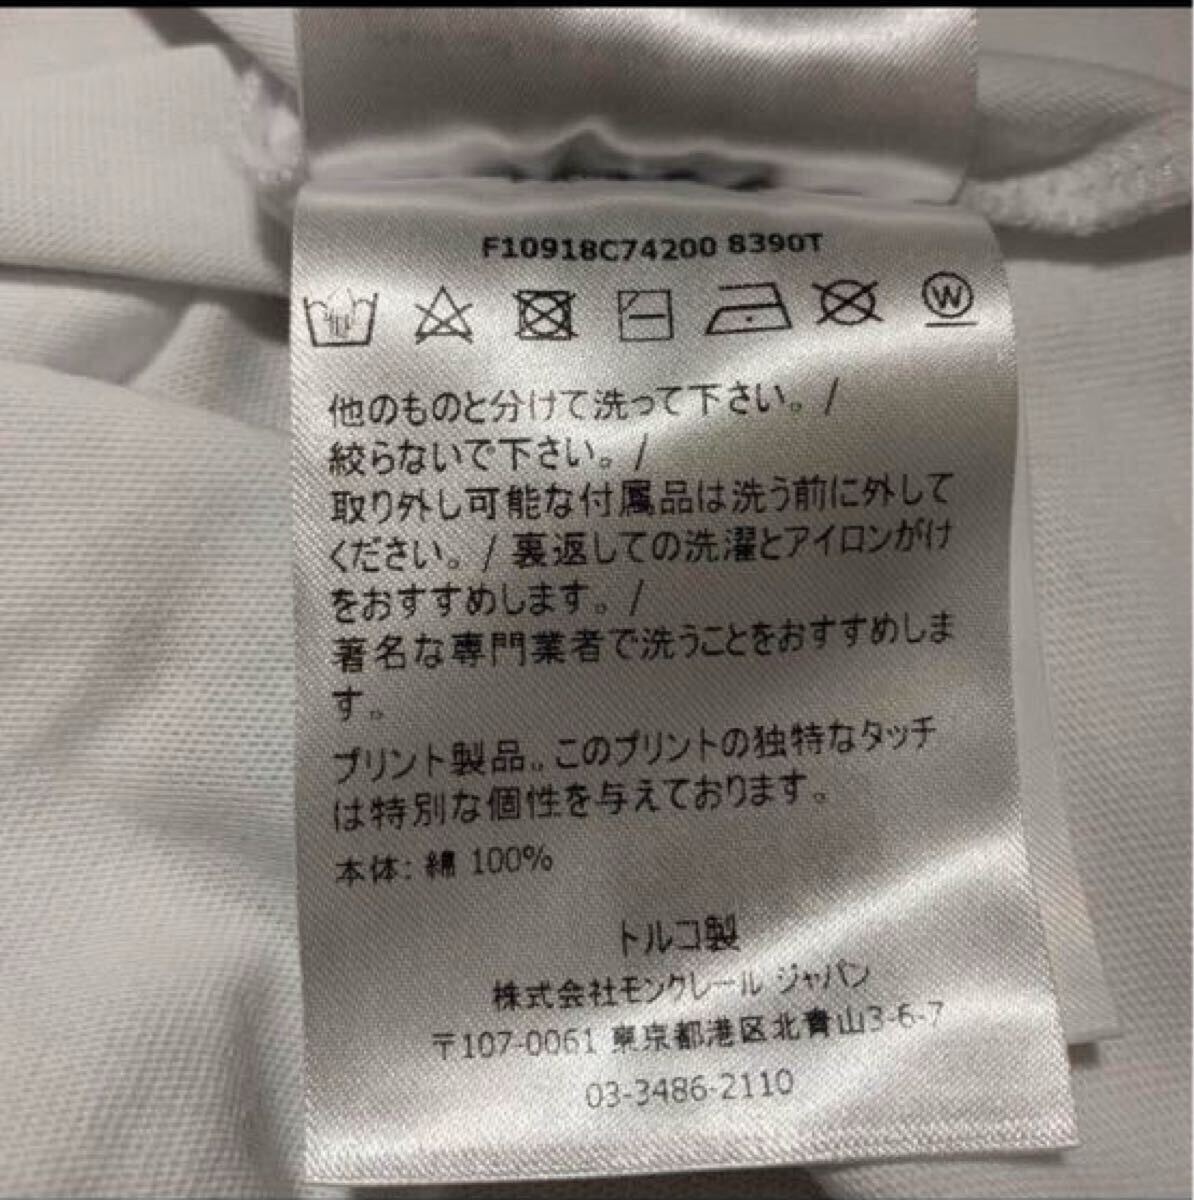 F10918C74200 8390T
W
他のものと分けて洗って下さい。/
絞らないで下さい。/
取り外し可能な付属品は洗う前に外して
ください。/ 裏返しての洗濯とアイロンがけ
をおすすめします。/
著名な専門業者で洗うことをおすすめしま
す。
プリント製品.. このプリントの独特なタッチ
は特別な個性を与えております。
本体: 綿 100%
トルコ製
株式会社モンクレール ジャパン
〒107-0061 東京都港区北青山3-6-7
03-3486-2110